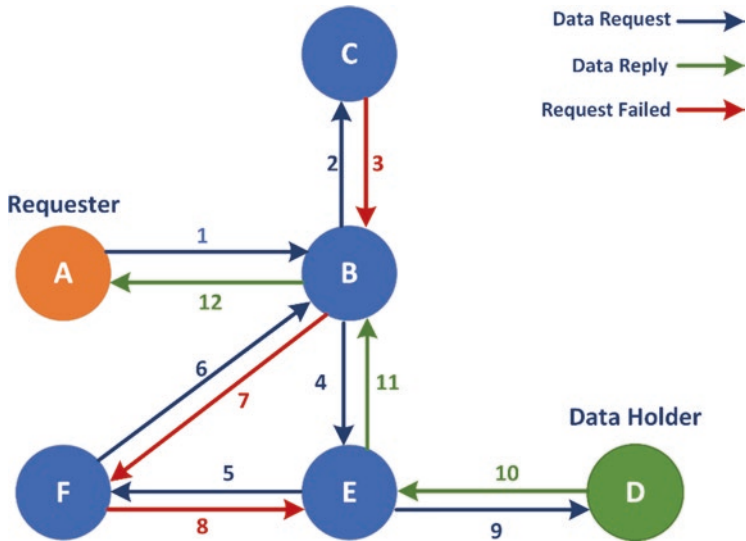 C
Data Request
Data Reply
Request Failed
2
3
Requester
1
A
B
12
6
7
4
11
Data Holder
F
5
E
10
D
8
9